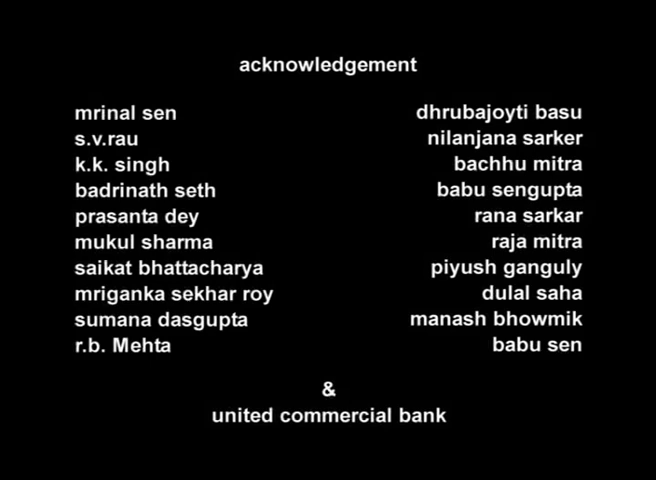 acknowledgement
mrinal sen
dhrubajoyti basu
s.v.rau
nilanjana sarker
k.k. singh
bachhu mitra
badrinath seth
babu sengupta
prasanta dey
rana sarkar
mukul sharma
raja mitra
saikat bhattacharya
piyush ganguly
mriganka sekhar roy
dulal saha
sumana dasgupta
manash bhowmik
r.b. Mehta
babu sen
&
united commercial bank